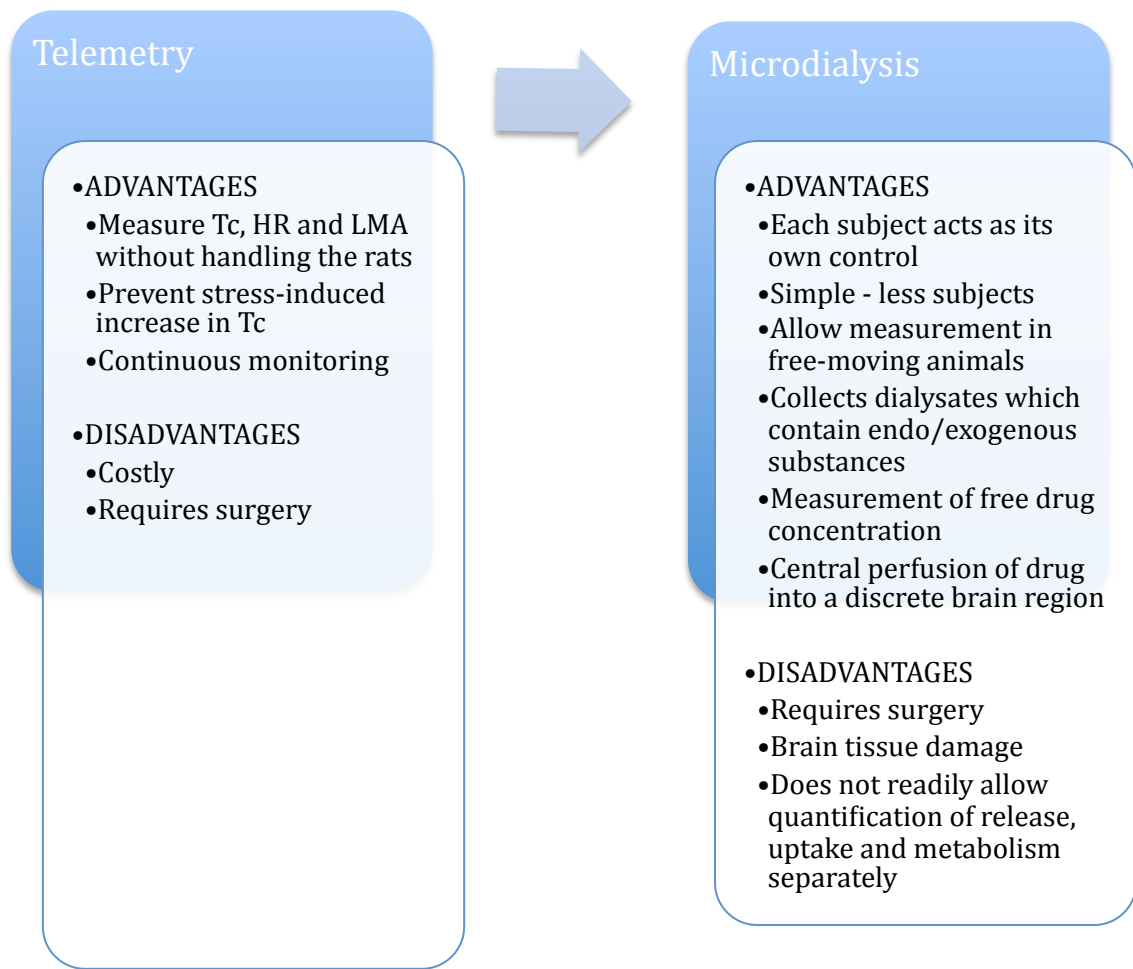 Telemetry
•ADVANTAGES
•Measure Tc, HR and LMA
without handling the rats
•Prevent stress-induced
increase in Tc
•Continuous monitoring
•DISADVANTAGES
•Costly
•Requires surgery
Microdialysis
•ADVANTAGES
•Each subject acts as its
own control
•Simple - less subjects
•Allow measurement in
free-moving animals
•Collects dialysates which
contain endo/exogenous
substances
•Measurement of free drug
concentration
•Central perfusion of drug
into a discrete brain region
•DISADVANTAGES
•Requires surgery
•Brain tissue damage
•Does not readily allow
quantification of release,
uptake and metabolism
separately